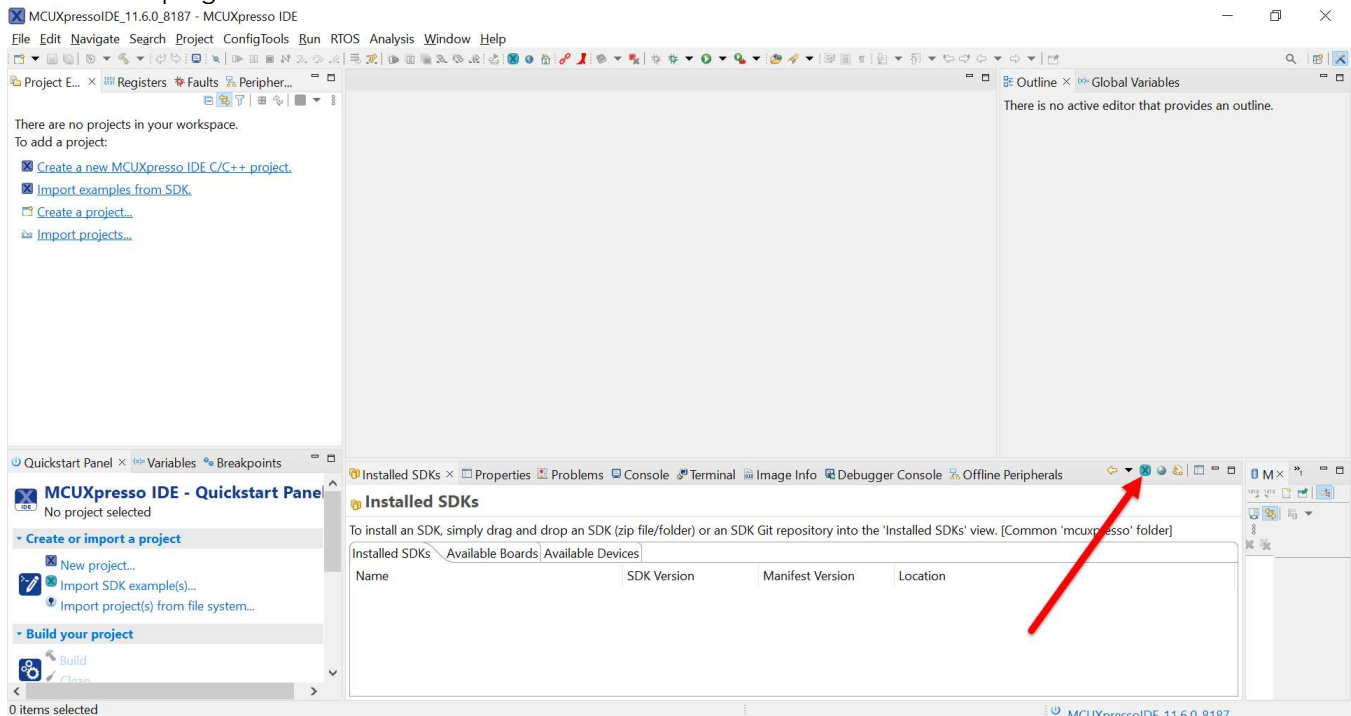 MCUXpressoIDE_11.6.0_8187 - MCUXpresso IDE
File Edit Navigate Search Project ConfigTools Run RTOS Analysis Window Help
Project E... Registers Faults Peripher...
Outline Global Variables
There are no projects in your workspace.
To add a project:
Create a new MCUXpresso IDE C/C++ project.
Import examples from SDK.
Create a project...
Import projects...
There is no active editor that provides an outline.
Quickstart Panel (x)= Variables Breakpoints
MCUXpresso IDE - Quickstart Panel
IDE
No project selected
Create or import a project
New project...
Import SDK example(s)...
Import project(s) from file system...
Build your project
Build
Clean
Installed SDKs Properties Problems Console Terminal Image Info Debugger Console Offline Peripherals
Installed SDKs
To install an SDK, simply drag and drop an SDK (zip file/folder) or an SDK Git repository into the 'Installed SDKs' view. [Common 'mcuxpresso' folder]
Installed SDKs Available Boards Available Devices
Name SDK Version Manifest Version Location
M
0 items selected
MCUXpressoIDE_11.6.0_8187